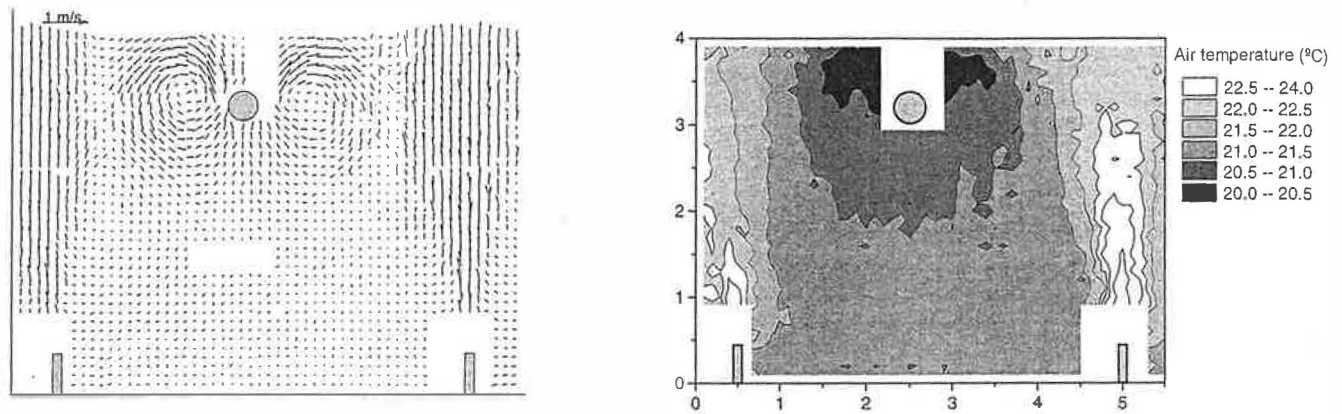 1 m/s
Air temperature (ºC)
22.5 -- 24.0
22.0 -- 22.5
21.5 -- 22.0
21.0 -- 21.5
20.5 -- 21.0
20.0 -- 20.5
4
3
2
1
0
0 1 2 3 4 5